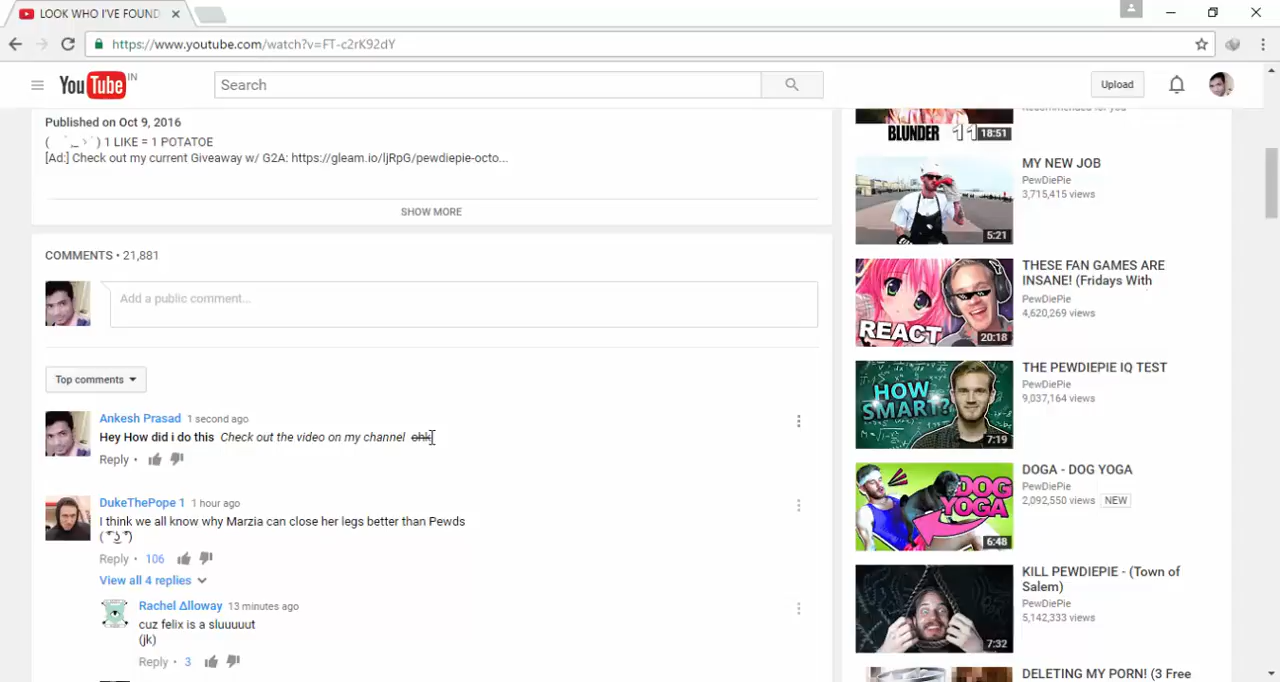 LOOK WHO I'VE FOUND
https://www.youtube.com/watch?v=FT-c2rK92dY
YouTube IN
Search
Upload
Published on Oct 9, 2016
1 LIKE = 1 POTATOE
[Ad:] Check out my current Giveaway w/ G2A: https://gleam.io/ljRpG/pewdiepie-octo...
SHOW MORE
COMMENTS • 21,881
Add a public comment...
Top comments
Ankesh Prasad 1 second ago
Hey How did i do this Check out the video on my channel ohk
Reply •
DukeThePope 1 1 hour ago
I think we all know why Marzia can close her legs better than Pewds
( ͡° ͜ʖ ͡°)
Reply • 106
View all 4 replies
Rachel Δlloway 13 minutes ago
cuz felix is a sluuuuut
(jk)
Reply • 3
BLUNDER 11
18:51
MY NEW JOB
PewDiePie
3,715,415 views
5:21
THESE FAN GAMES ARE
INSANE! (Fridays With
PewDiePie
4,620,269 views
REACT
20:18
THE PEWDIEPIE IQ TEST
PewDiePie
9,037,164 views
HOW
SMART?
7:19
DOGA - DOG YOGA
PewDiePie
2,092,550 views NEW
DOG
YOGA
6:48
KILL PEWDIEPIE - (Town of
Salem)
PewDiePie
5,142,333 views
7:32
DELETING MY PORN! (3 Free